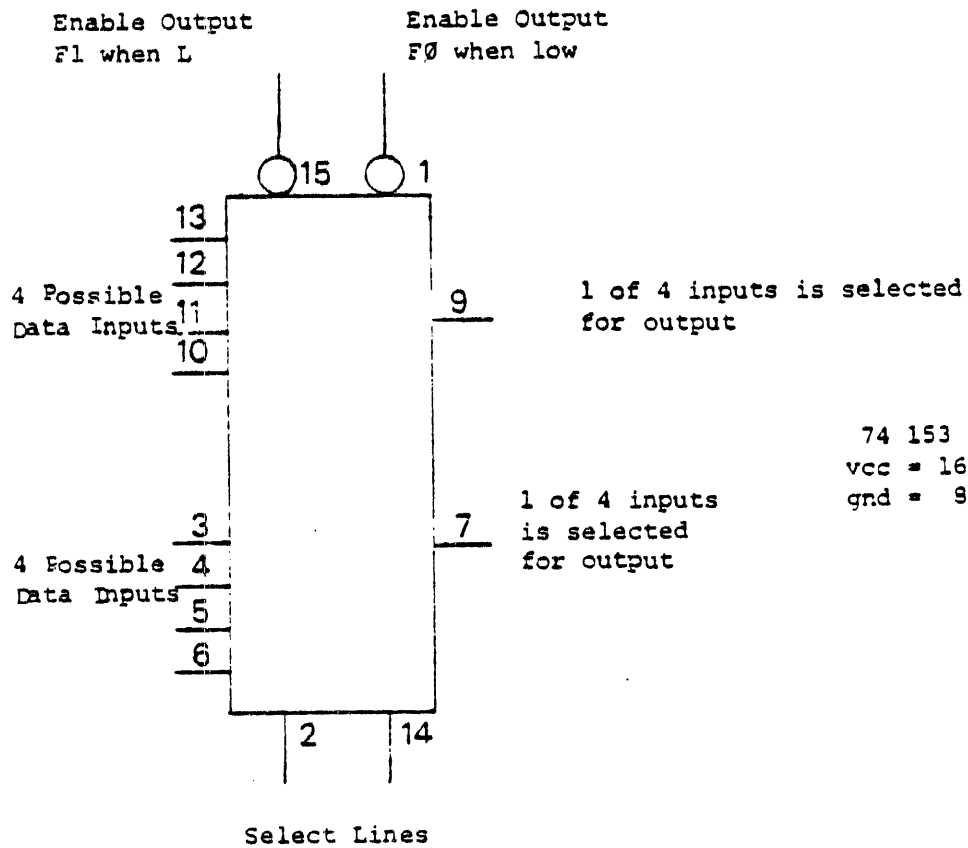 Enable Output
F1 when L
Enable Output
FØ when low
15
1
13
12
11
10
4 Possible
Data Inputs
9
1 of 4 inputs is selected
for output
74 153
vcc = 16
gnd = 8
3
4
5
6
4 Possible
Data Inputs
7
1 of 4 inputs
is selected
for output
2
14
Select Lines